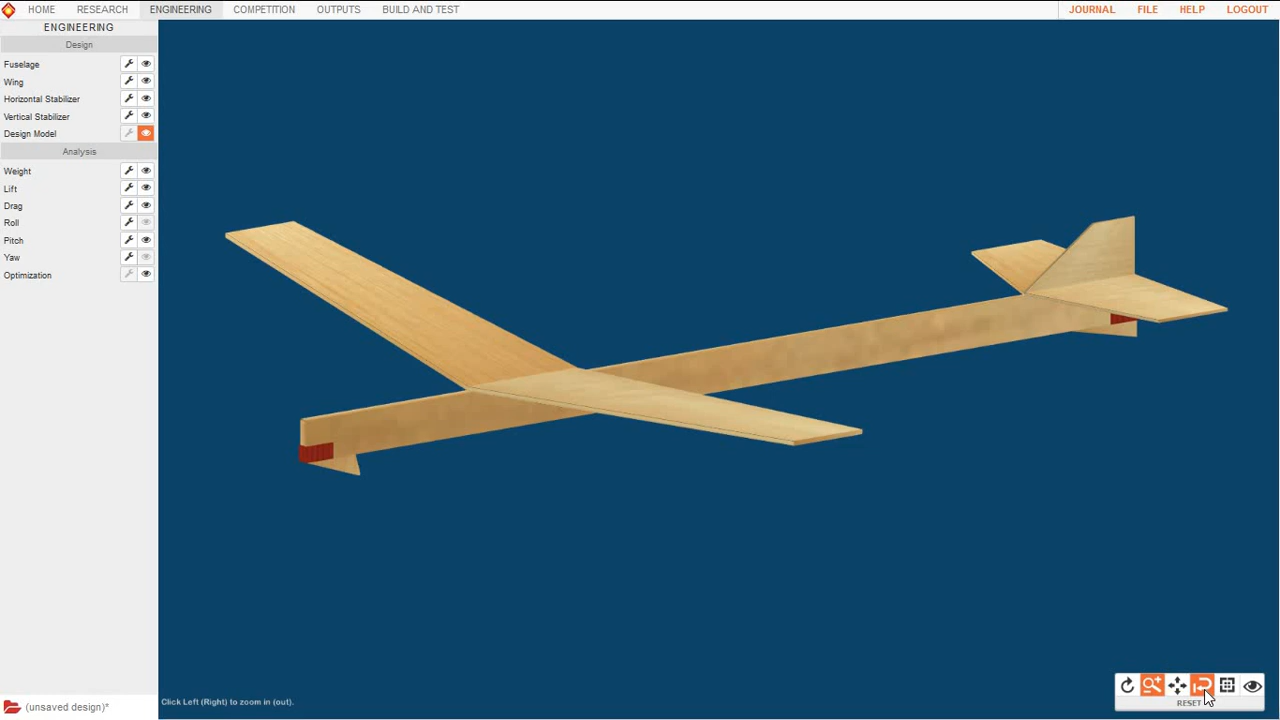 HOME RESEARCH ENGINEERING COMPETITION OUTPUTS BUILD AND TEST JOURNAL FILE HELP LOGOUT
ENGINEERING
Design
Fuselage
Wing
Horizontal Stabilizer
Vertical Stabilizer
Design Model
Analysis
Weight
Lift
Drag
Roll
Pitch
Yaw
Optimization
(unsaved design)*
Click Left (Right) to zoom in (out).
RESET